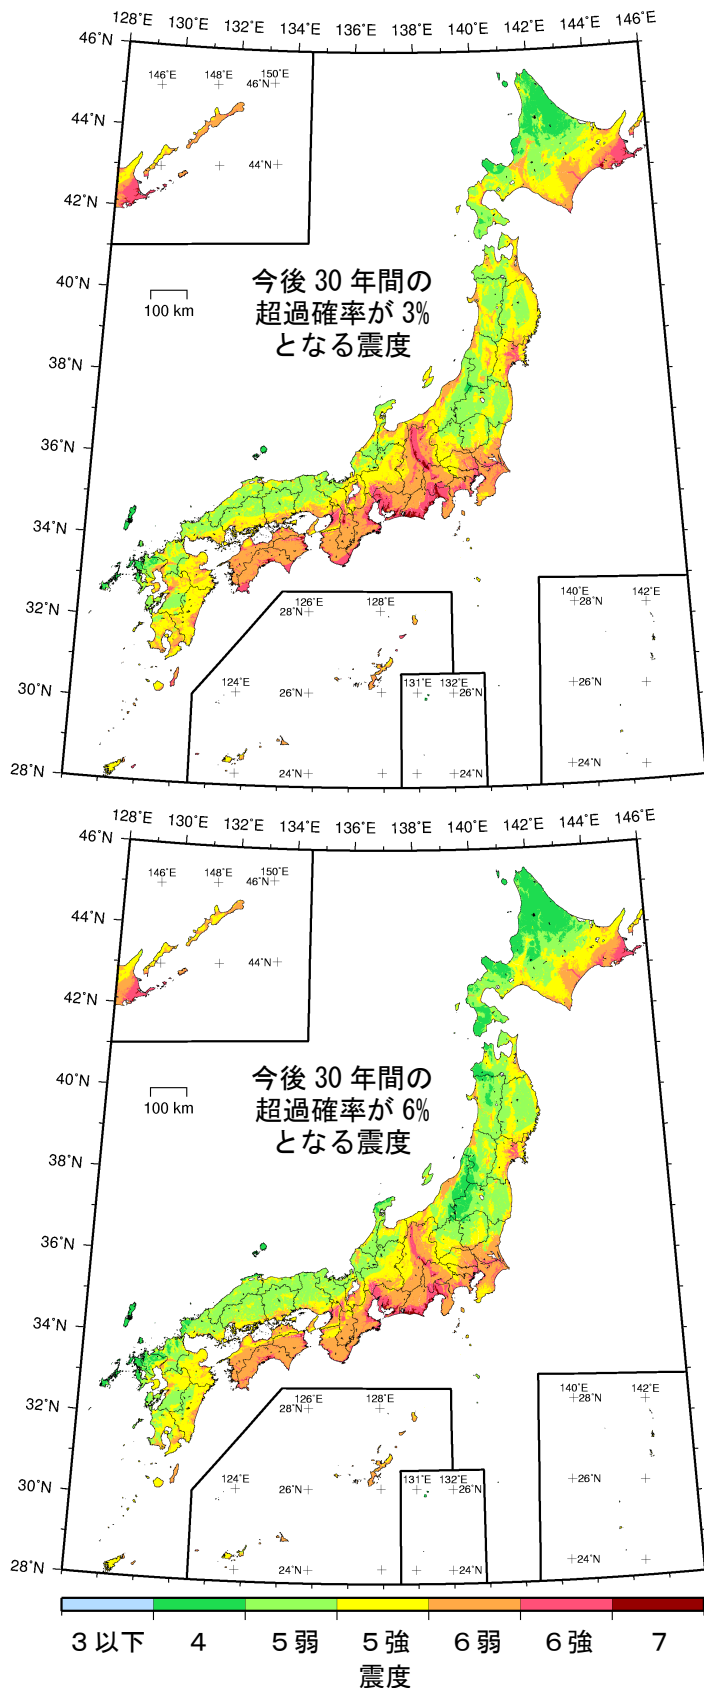 128˚E 130˚E 132˚E 134˚E 136˚E 138˚E 140˚E 142˚E 144˚E 146˚E
46˚N
146˚E 148˚E 150˚E
46˚N
44˚N
44˚N
42˚N
40˚N
100 km
今後 30 年間の
超過確率が 3%
となる震度
38˚N
36˚N
34˚N
32˚N
126˚E 128˚E
28˚N
140˚E 142˚E
28˚N
30˚N
124˚E
26˚N
131˚E 132˚E
26˚N
26˚N
28˚N
24˚N
24˚N
24˚N
128˚E 130˚E 132˚E 134˚E 136˚E 138˚E 140˚E 142˚E 144˚E 146˚E
46˚N
146˚E 148˚E 150˚E
46˚N
44˚N
44˚N
42˚N
40˚N
100 km
今後 30 年間の
超過確率が 6%
となる震度
38˚N
36˚N
34˚N
32˚N
126˚E 128˚E
28˚N
140˚E 142˚E
28˚N
30˚N
124˚E
26˚N
131˚E 132˚E
26˚N
26˚N
28˚N
24˚N
24˚N
24˚N
3以下 4 5弱 5強 6弱 6強 7
震度